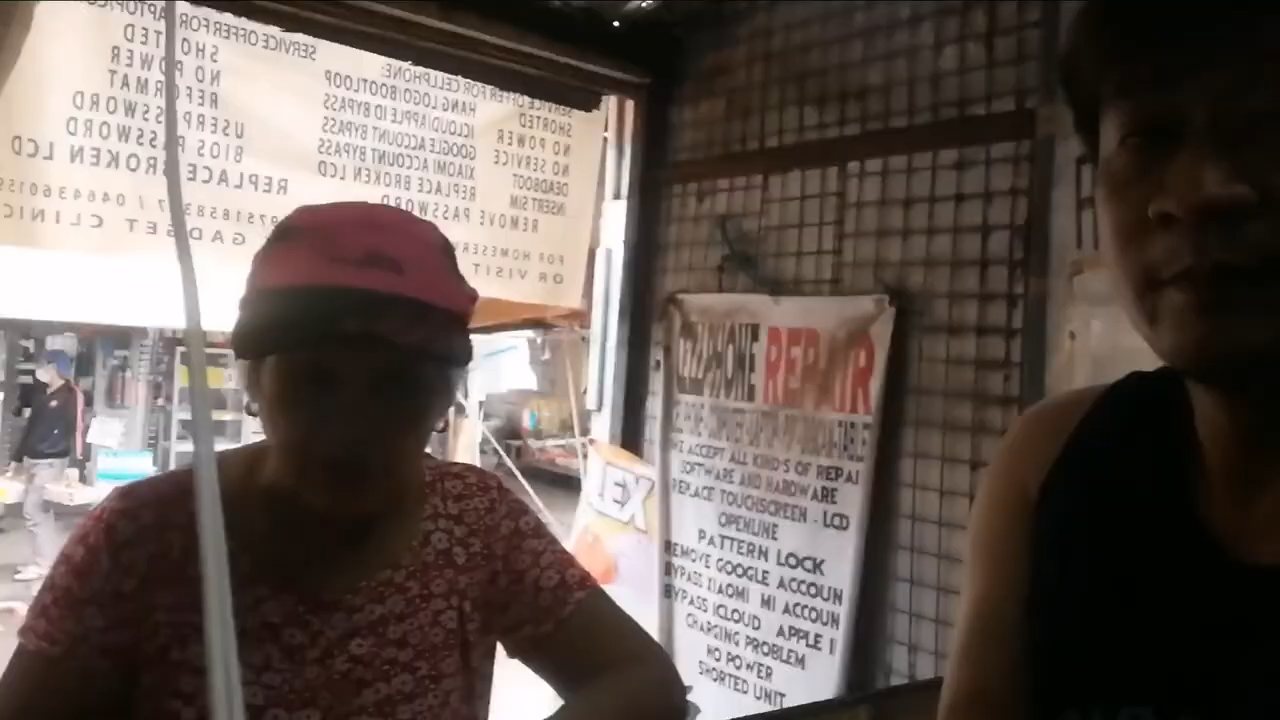 SERVICE OFFER FOR CELLPHONE:
SHORTED
NO POWER
NO SERVICE
DEADBOOT
INSERT SIM
HANG LOGO/BOOTLOOP
ICLOUD/APPLE ID BYPASS
GOOGLE ACCOUNT BYPASS
XIAOMI ACCOUNT BYPASS
REPLACE BROKEN LCD
REMOVE PASSWORD
SERVICE OFFER FOR
SHORTED
NO POWER
REFORMAT
USER PASSWORD
BIOS PASSWORD
REPLACE BROKEN LCD
FOR HOMESERV
OR VISIT
GADGET CLINIC
PHONE REPAIR
WE ACCEPT ALL KIND'S OF REPAI
SOFTWARE AND HARDWARE
REPLACE TOUCHSCREEN - LCD
OPENLINE
PATTERN LOCK
REMOVE GOOGLE ACCOUN
BYPASS XIAOMI MI ACCOUN
BYPASS ICLOUD APPLE I
CHARGING PROBLEM
NO POWER
SHORTED UNIT